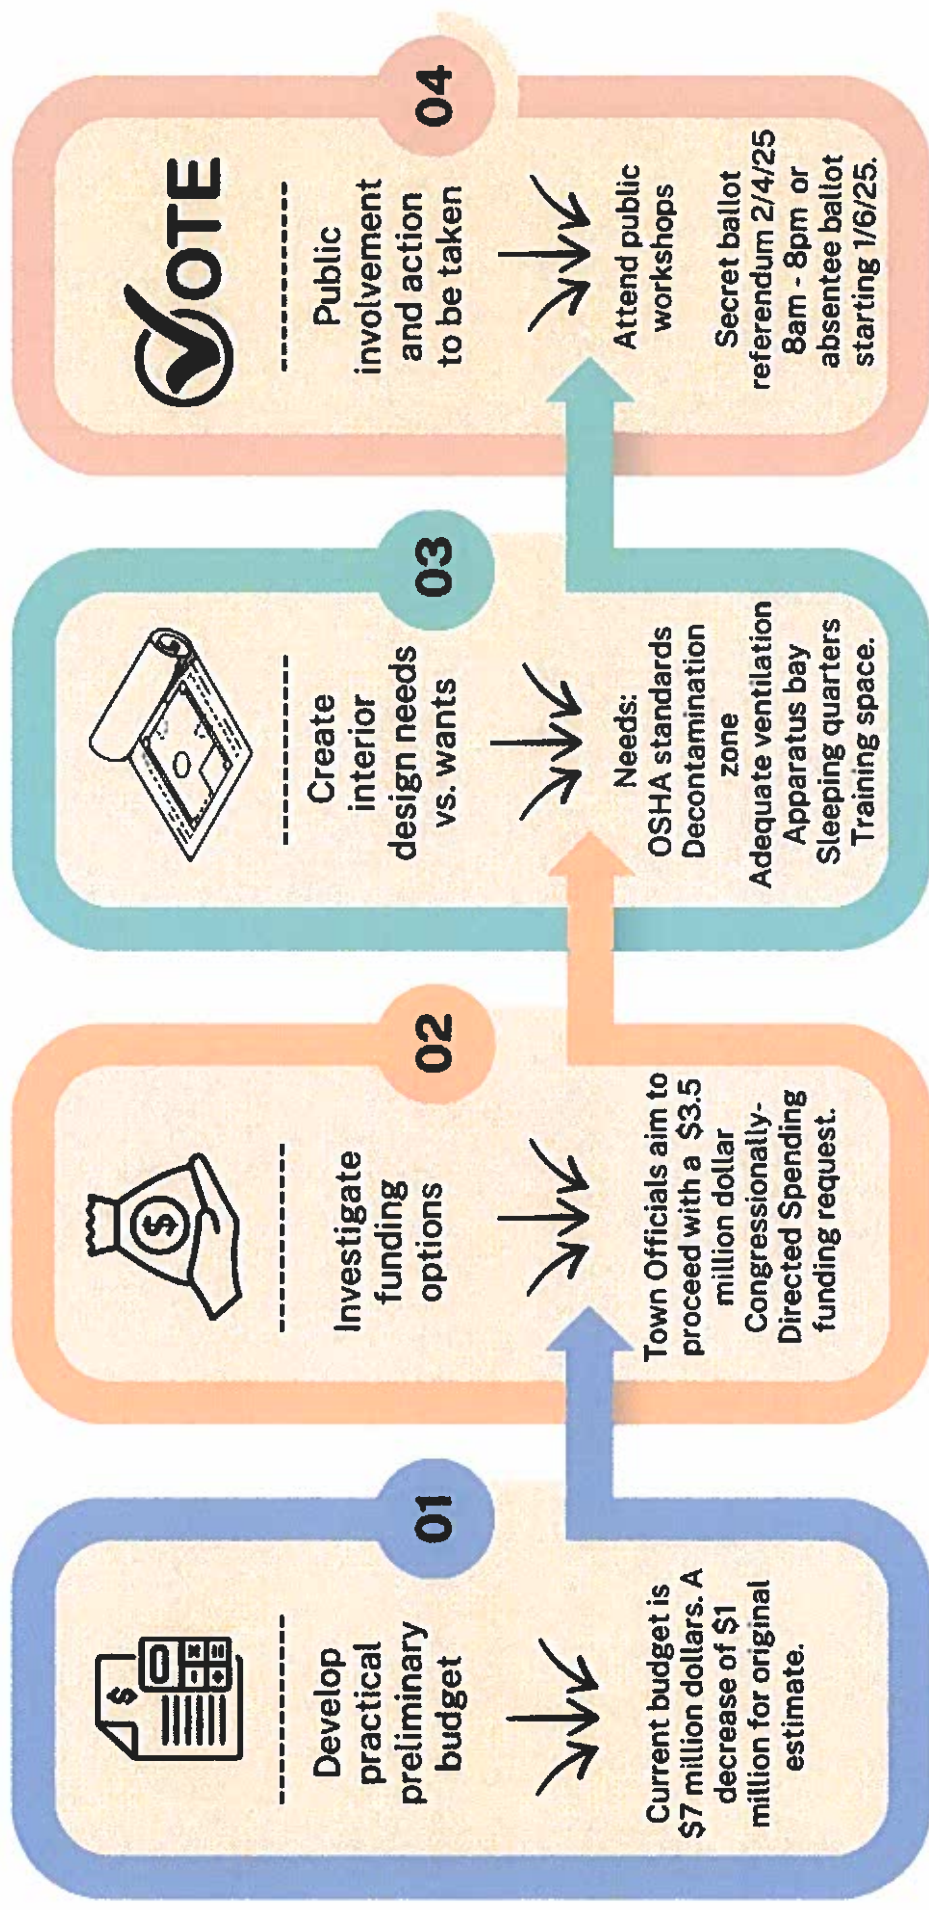 01
$
Develop
practical
preliminary
budget
Current budget is
$7 million dollars. A
decrease of $1
million for original
estimate.
02
$
Investigate
funding
options
Town Officials aim to
proceed with a $3.5
million dollar
Congressionally-
Directed Spending
funding request.
03
Create
interior
design needs
vs. wants
Needs:
OSHA standards
Decontamination
zone
Adequate ventilation
Apparatus bay
Sleeping quarters
Training space.
04
VOTE
Public
involvement
and action
to be taken
Attend public
workshops
Secret ballot
referendum 2/4/25
8am - 8pm or
absentee ballot
starting 1/6/25.